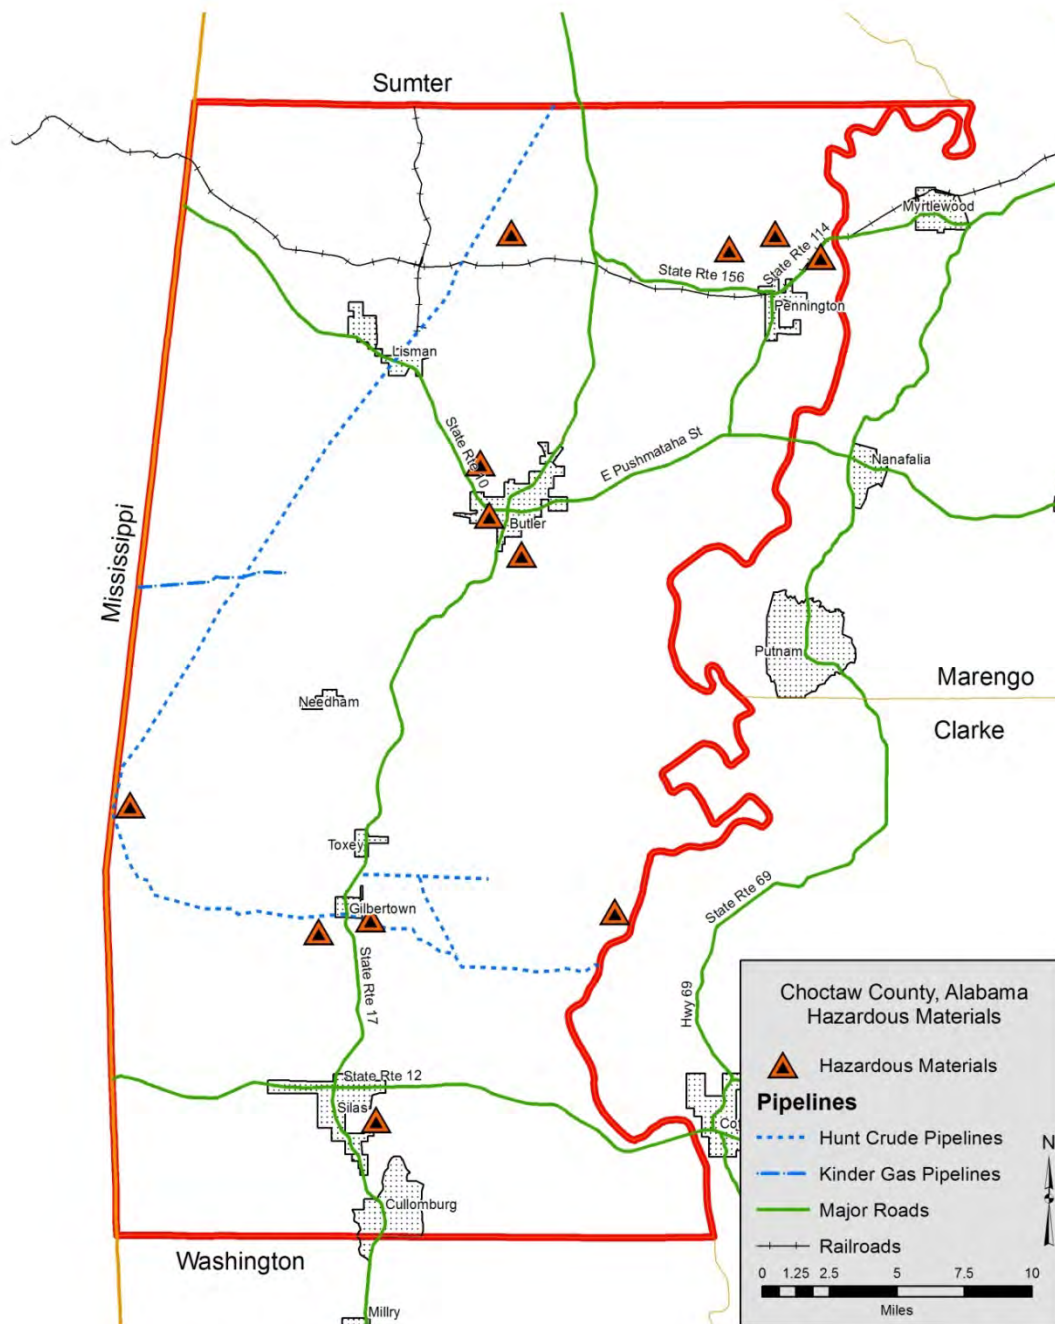 Sumter
Myrtlewood
State Rte 114
State Rte 156
Pennington
Lisman
State Rte 10
E Pushmataha St
Nanafalia
Butler
Mississippi
Putnam
Marengo
Needham
Clarke
Toxey
Gilbertown
State Rte 69
State Rte 17
Hwy 69
State Rte 12
Silas
Co
Cullomburg
Washington
Millry
Choctaw County, Alabama
Hazardous Materials
Hazardous Materials
Pipelines
Hunt Crude Pipelines
N
Kinder Gas Pipelines
Major Roads
Railroads
0 1.25 2.5 5 7.5 10
Miles